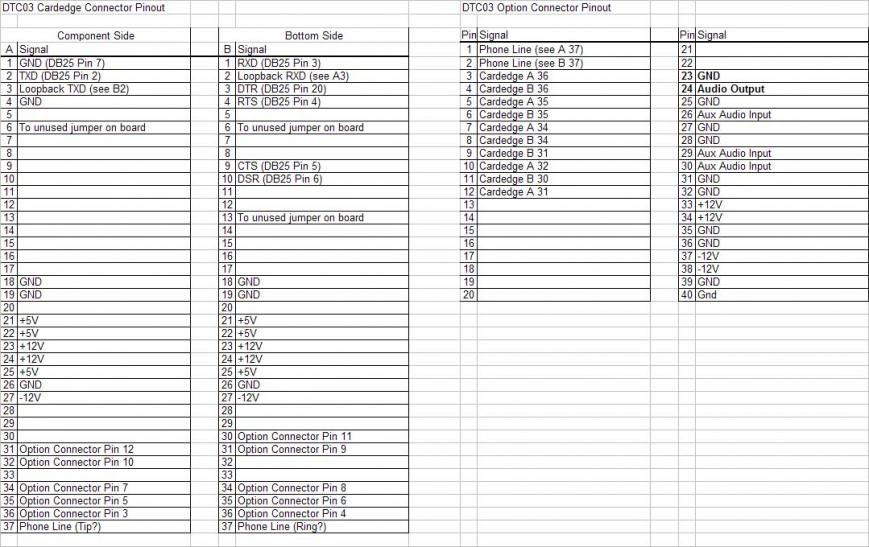 DTC03 Cardedge Connector Pinout DTC03 Option Connector Pinout
Component Side Bottom Side Pin Signal Pin Signal
A Signal B Signal 1 Phone Line (see A 37) 21
1 GND (DB25 Pin 7) 1 RXD (DB25 Pin 3) 2 Phone Line (see B 37) 22
2 TXD (DB25 Pin 2) 2 Loopback RXD (see A3) 3 Cardedge A 36 23 GND
3 Loopback TXD (see B2) 3 DTR (DB25 Pin 20) 4 Cardedge B 36 24 Audio Output
4 GND 4 RTS (DB25 Pin 4) 5 Cardedge A 35 25 GND
5 5 6 Cardedge B 35 26 Aux Audio Input
6 To unused jumper on board 6 To unused jumper on board 7 Cardedge A 34 27 GND
7 7 8 Cardedge B 34 28 GND
8 8 9 Cardedge B 31 29 Aux Audio Input
9 9 CTS (DB25 Pin 5) 10 Cardedge A 32 30 Aux Audio Input
10 10 DSR (DB25 Pin 6) 11 Cardedge B 30 31 GND
11 11 12 Cardedge A 31 32 GND
12 12 13 33 +12V
13 13 To unused jumper on board 14 34 +12V
14 14 15 35 GND
15 15 16 36 GND
16 16 17 37 -12V
17 17 18 38 -12V
18 GND 18 GND 19 39 GND
19 GND 19 GND 20 40 Gnd
20 20
21 +5V 21 +5V
22 +5V 22 +5V
23 +12V 23 +12V
24 +12V 24 +12V
25 +5V 25 +5V
26 GND 26 GND
27 -12V 27 -12V
28 28
29 29
30 30 Option Connector Pin 11
31 Option Connector Pin 12 31 Option Connector Pin 9
32 Option Connector Pin 10 32
33 33
34 Option Connector Pin 7 34 Option Connector Pin 8
35 Option Connector Pin 5 35 Option Connector Pin 6
36 Option Connector Pin 3 36 Option Connector Pin 4
37 Phone Line (Tip?) 37 Phone Line (Ring?)